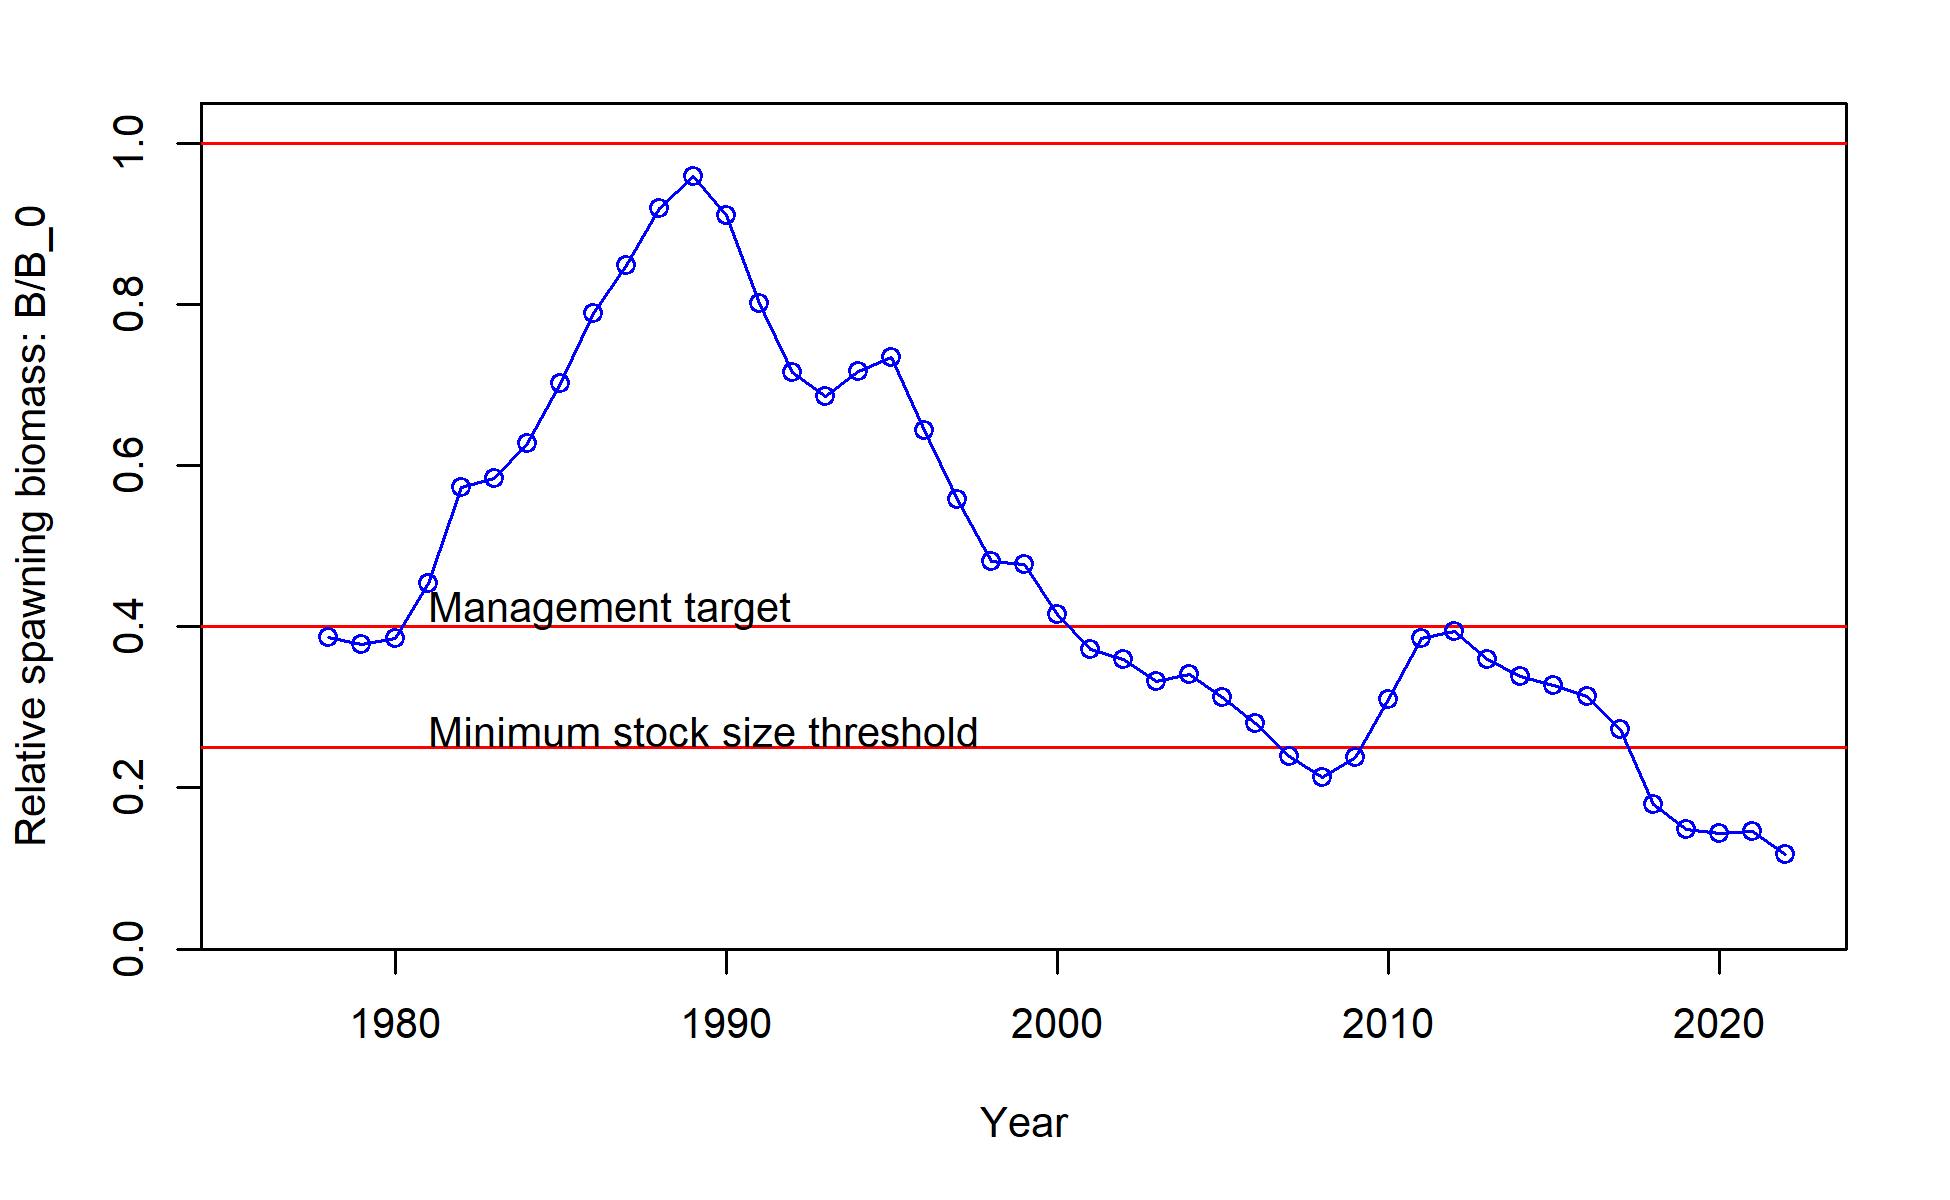 Relative spawning biomass: B/B_0
1.0
0.8
0.6
0.4
0.2
0.0
Management target
Minimum stock size threshold
1980 1990 2000 2010 2020
Year